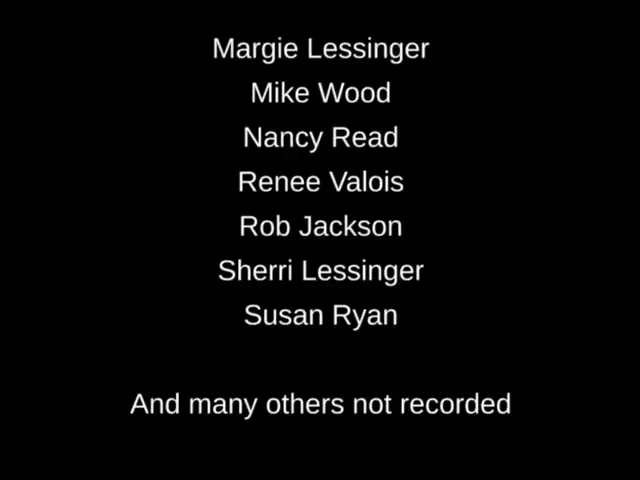 Margie Lessinger
Mike Wood
Nancy Read
Renee Valois
Rob Jackson
Sherri Lessinger
Susan Ryan
And many others not recorded